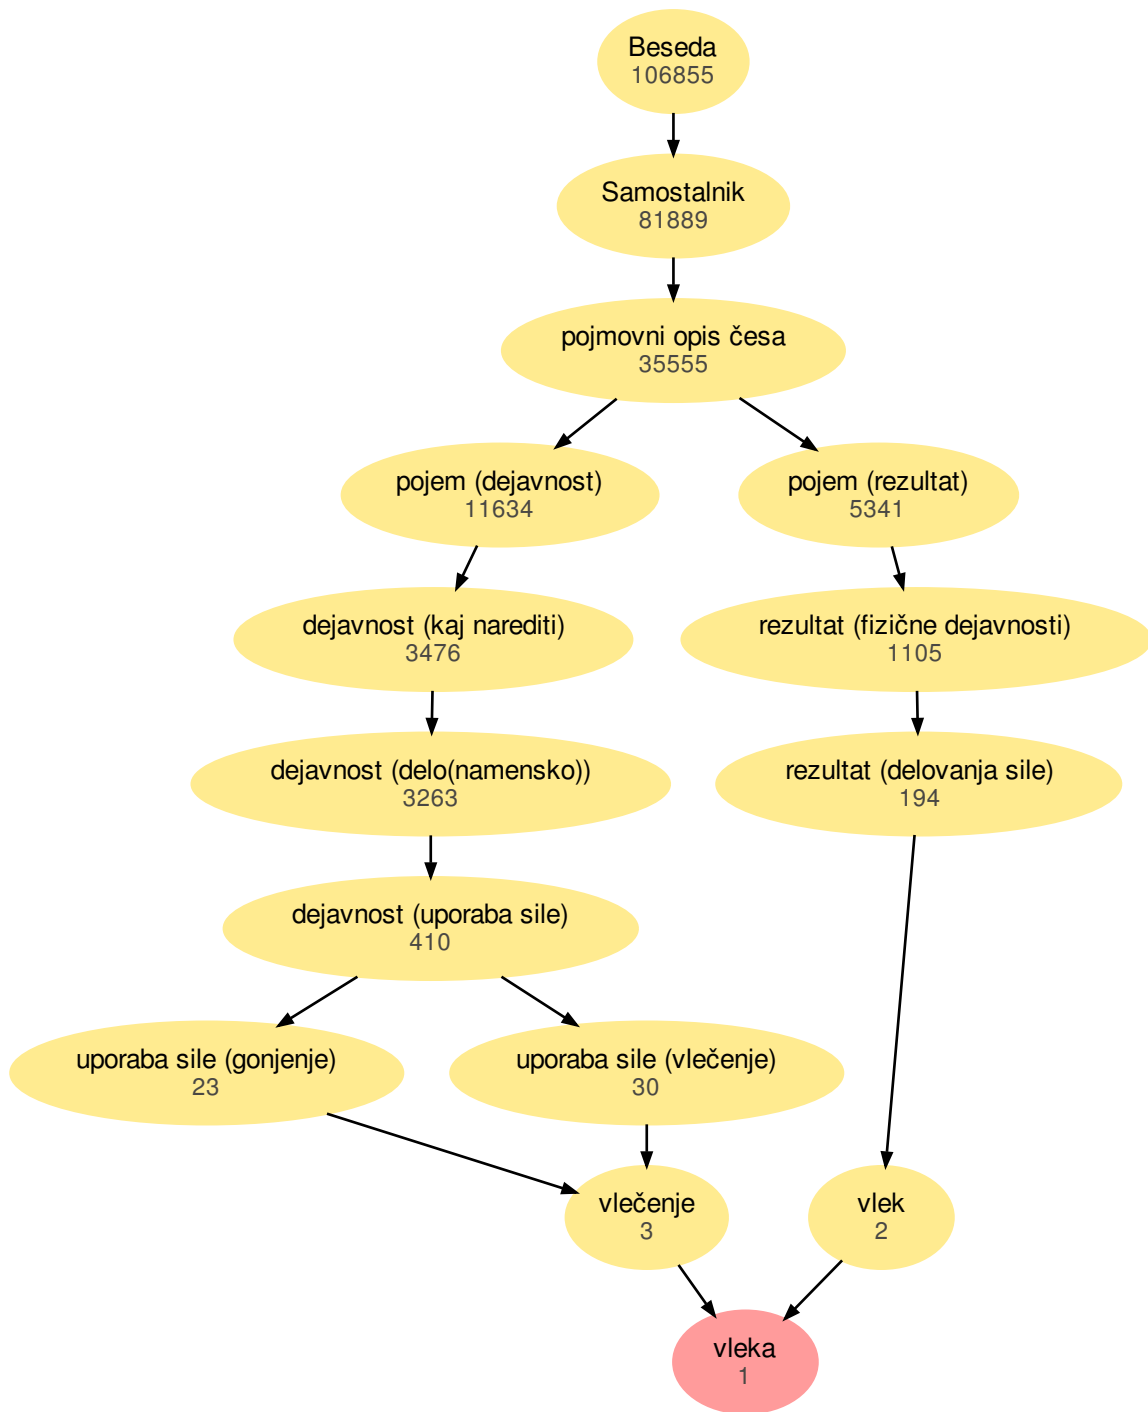 Beseda
106855
Samostalnik
81889
pojmovni opis česa
35555
pojem (dejavnost)
11634
pojem (rezultat)
5341
dejavnost (kaj narediti)
3476
rezultat (fizične dejavnosti)
1105
dejavnost (delo(namensko))
3263
rezultat (delovanja sile)
194
dejavnost (uporaba sile)
410
uporaba sile (gonjenje)
23
uporaba sile (vlečenje)
30
vlečenje
3
vlek
2
vleka
1